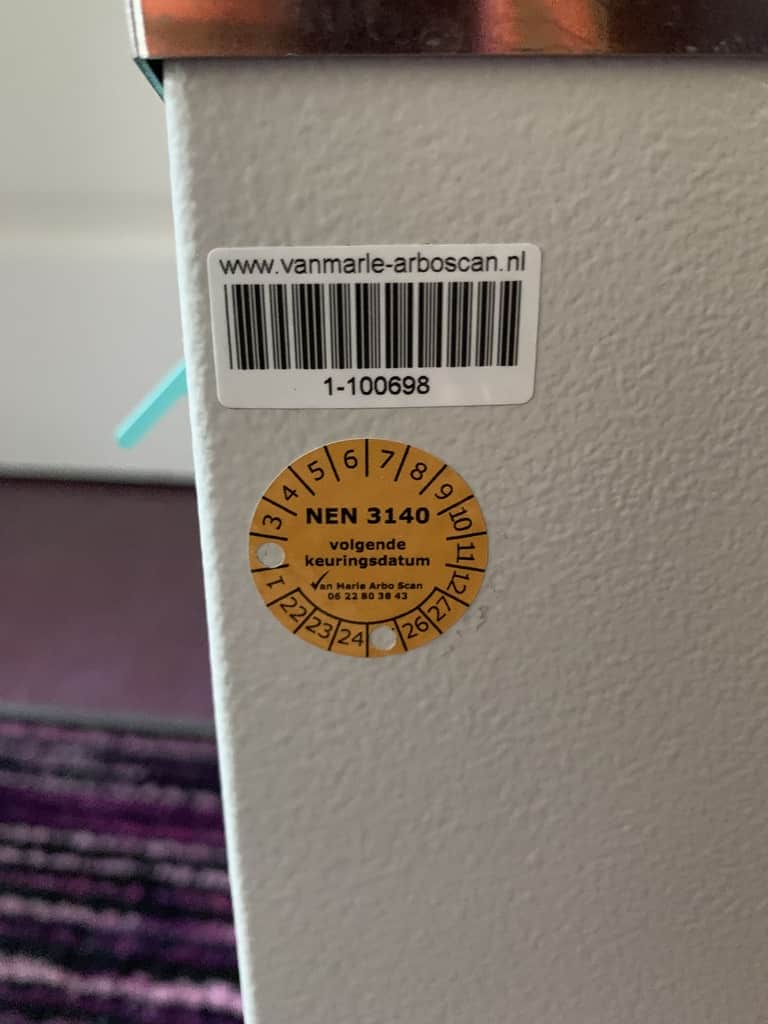 www.vanmarle-arboscan.nl
1-100698
3 4 5 6 7 8 9 10 11 12
NEN 3140
volgende
keuringsdatum
Van Marle Arbo Scan
06 22 80 38 43
1 22 23 24 26 27